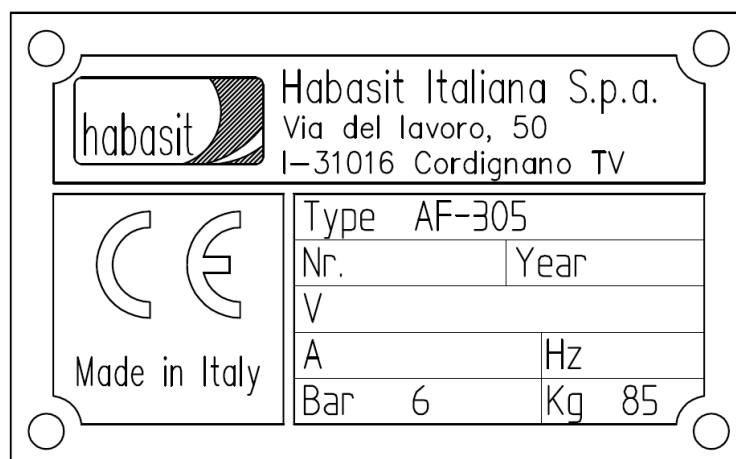 habasit
Habasit Italiana S.p.a.
Via del lavoro, 50
I-31016 Cordignano TV
CE
Made in Italy
Type AF-305
Nr. Year
V
A Hz
Bar 6 Kg 85